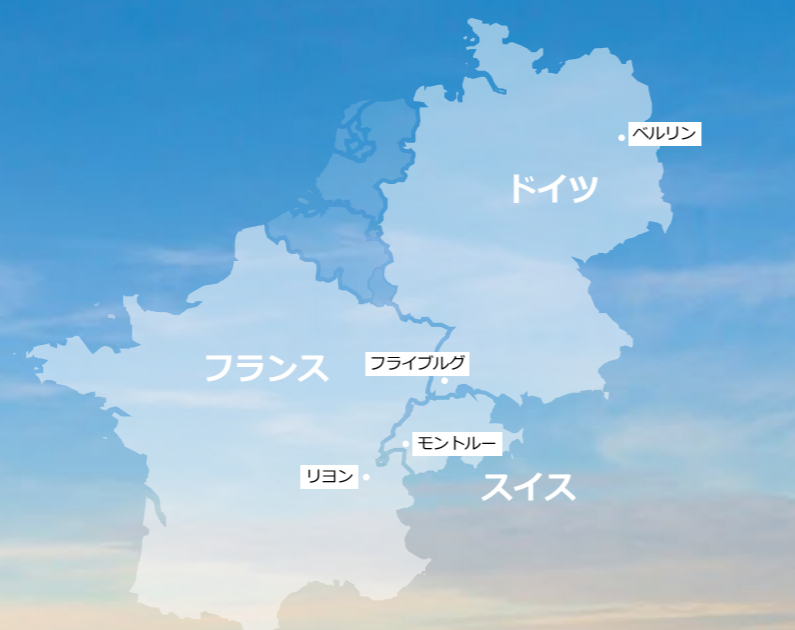 ベルリン
ドイツ
フランス
フライブルグ
モントルー
リヨン
スイス